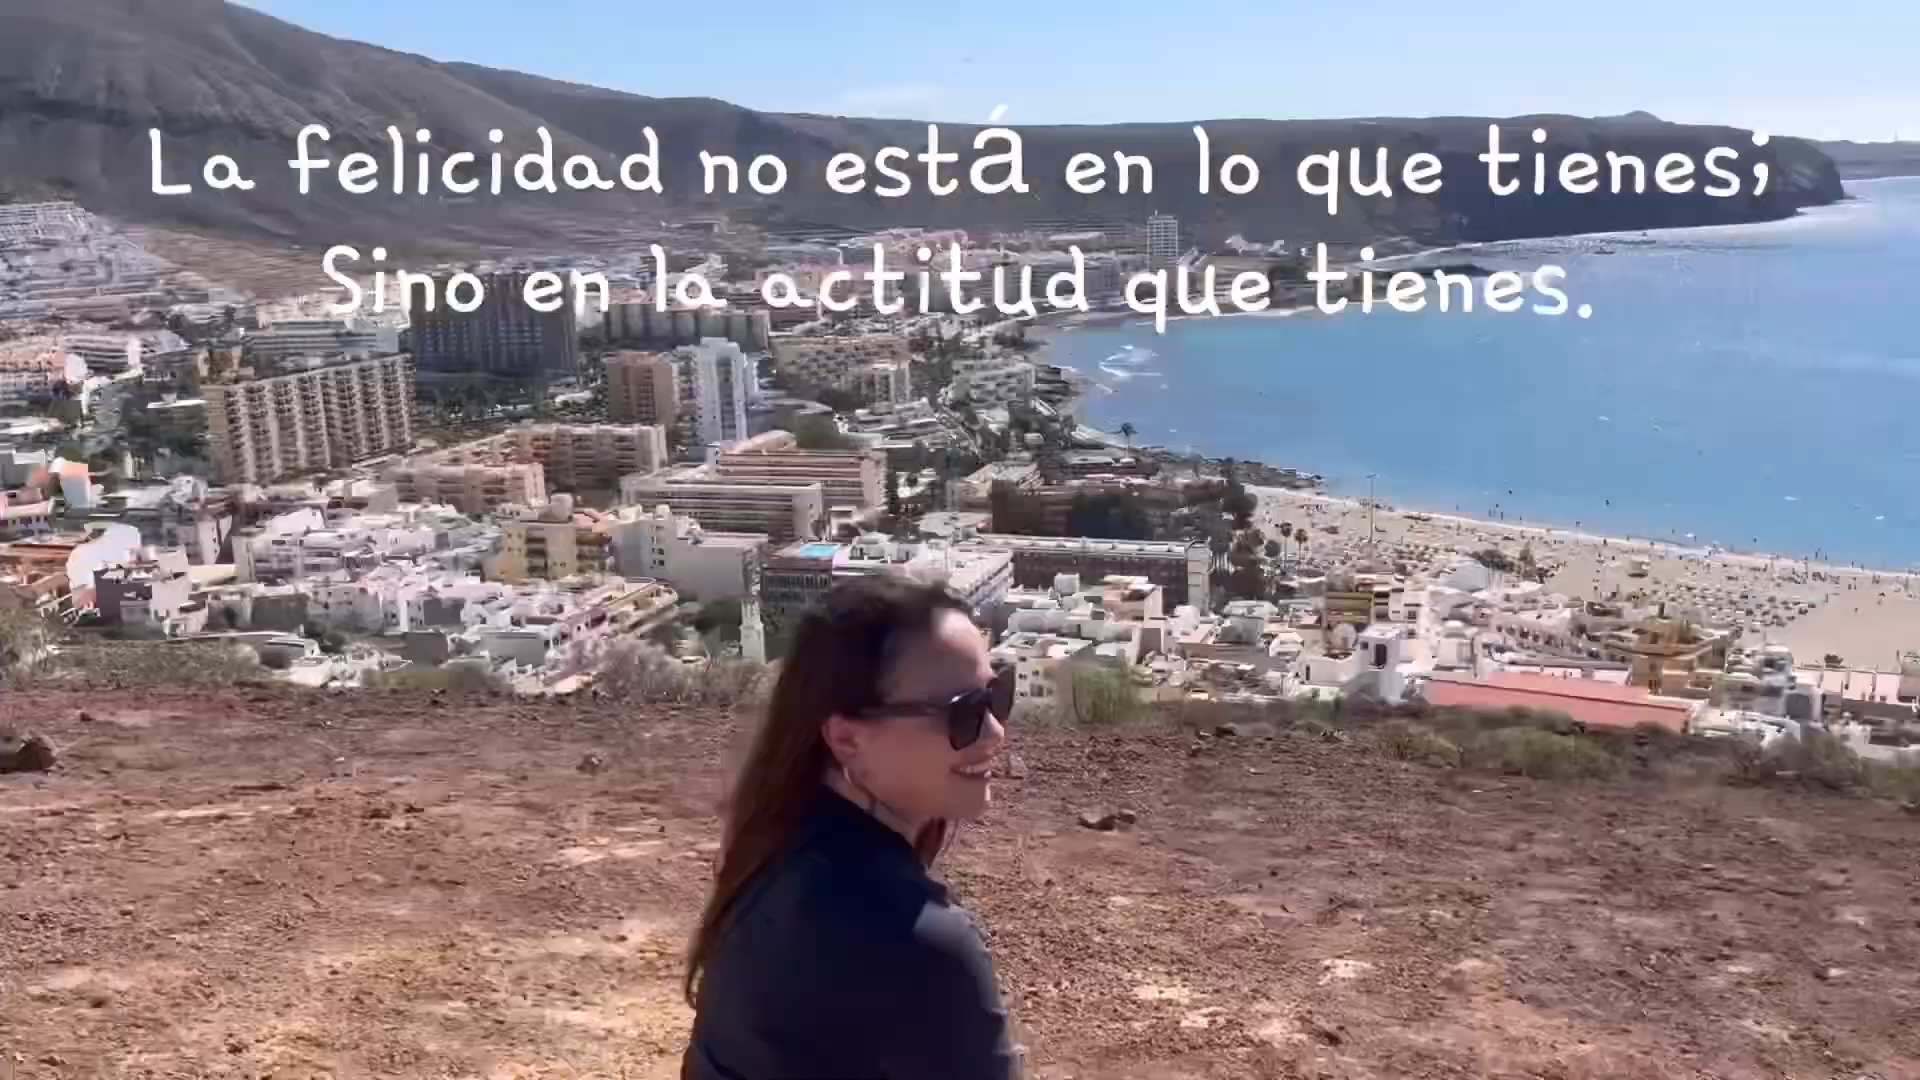 La felicidad no está en lo que tienes;
Sino en la actitud que tienes.